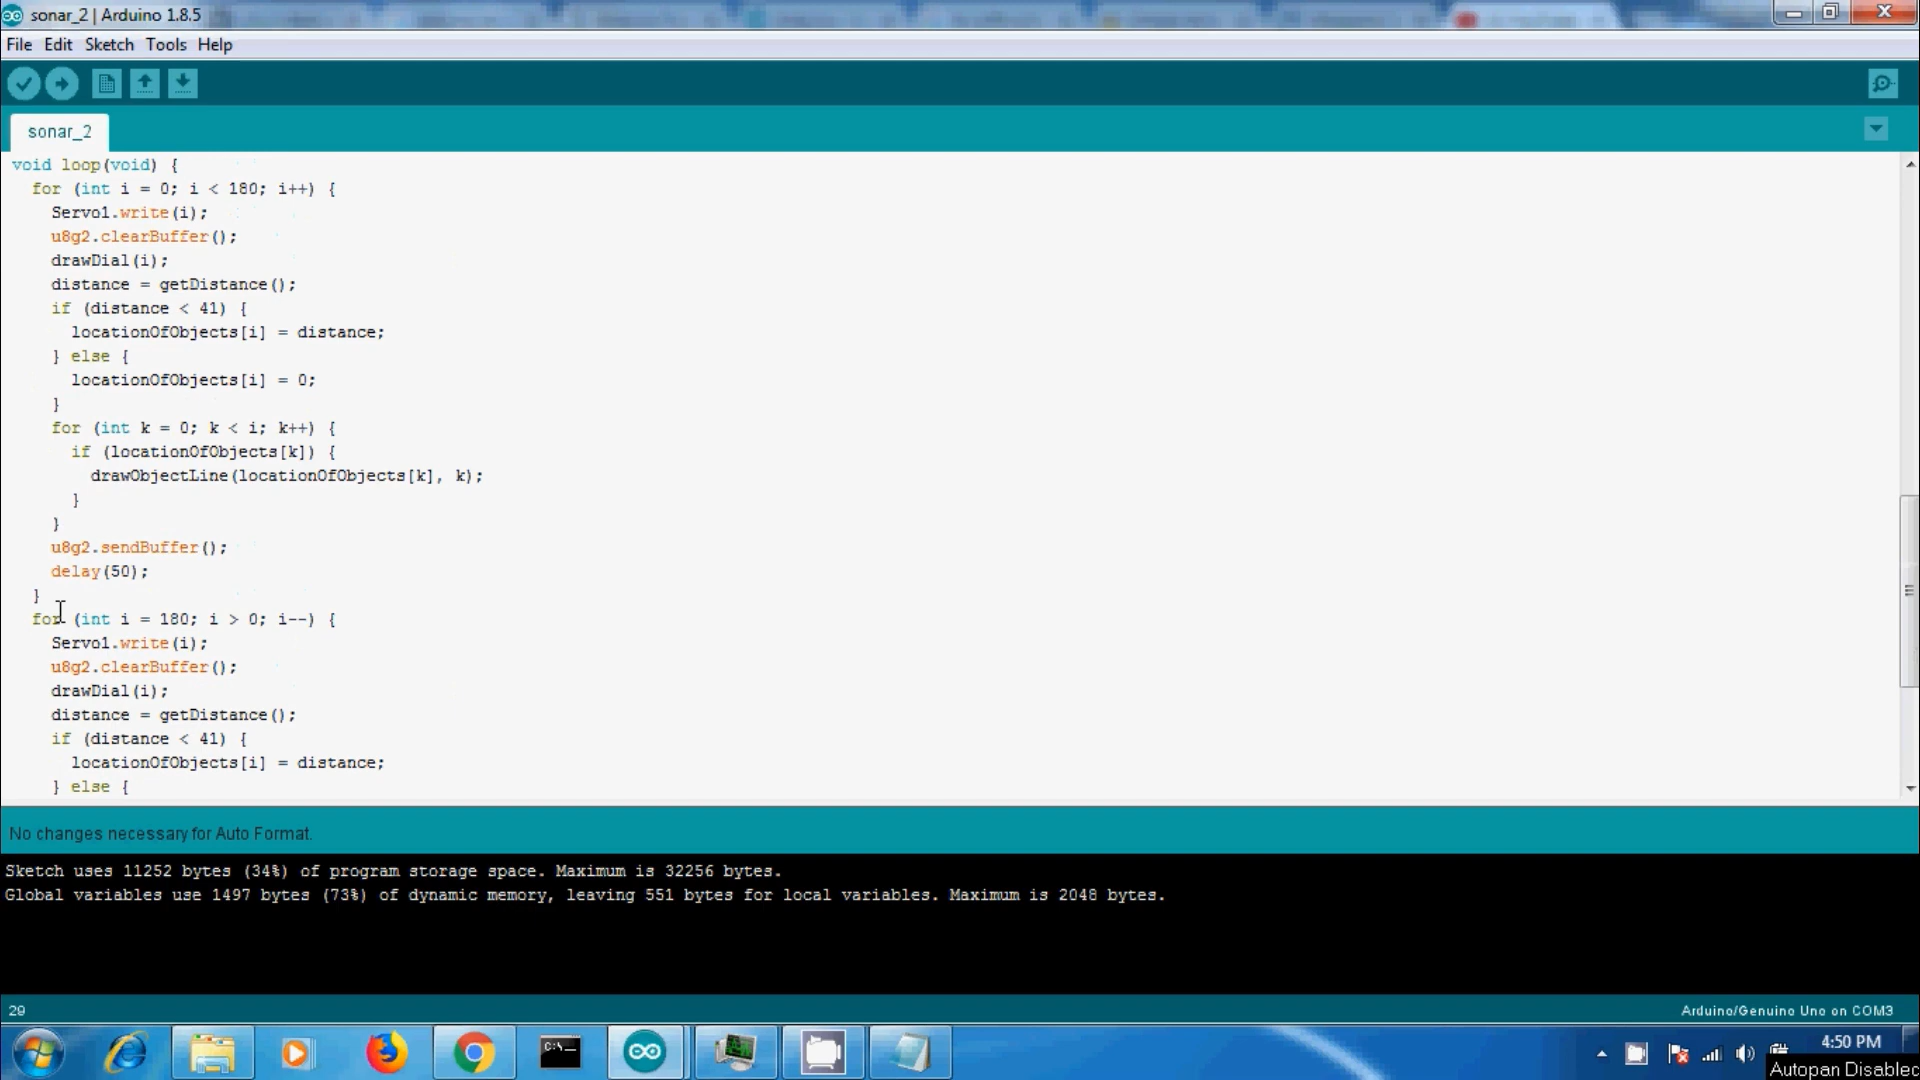 sonar_2 | Arduino 1.8.5
File Edit Sketch Tools Help
sonar_2
void loop(void) {
  for (int i = 0; i < 180; i++) {
    Servo1.write(i);
    u8g2.clearBuffer();
    drawDial(i);
    distance = getDistance();
    if (distance < 41) {
      locationOfObjects[i] = distance;
    } else {
      locationOfObjects[i] = 0;
    }
    for (int k = 0; k < i; k++) {
      if (locationOfObjects[k]) {
        drawObjectLine(locationOfObjects[k], k);
      }
    }
    u8g2.sendBuffer();
    delay(50);
  }
  for (int i = 180; i > 0; i--) {
    Servo1.write(i);
    u8g2.clearBuffer();
    drawDial(i);
    distance = getDistance();
    if (distance < 41) {
      locationOfObjects[i] = distance;
    } else {
No changes necessary for Auto Format.
Sketch uses 11252 bytes (34%) of program storage space. Maximum is 32256 bytes.
Global variables use 1497 bytes (73%) of dynamic memory, leaving 551 bytes for local variables. Maximum is 2048 bytes.
29
Arduino/Genuino Uno on COM3
C:\_
4:50 PM
Autopan Disabled